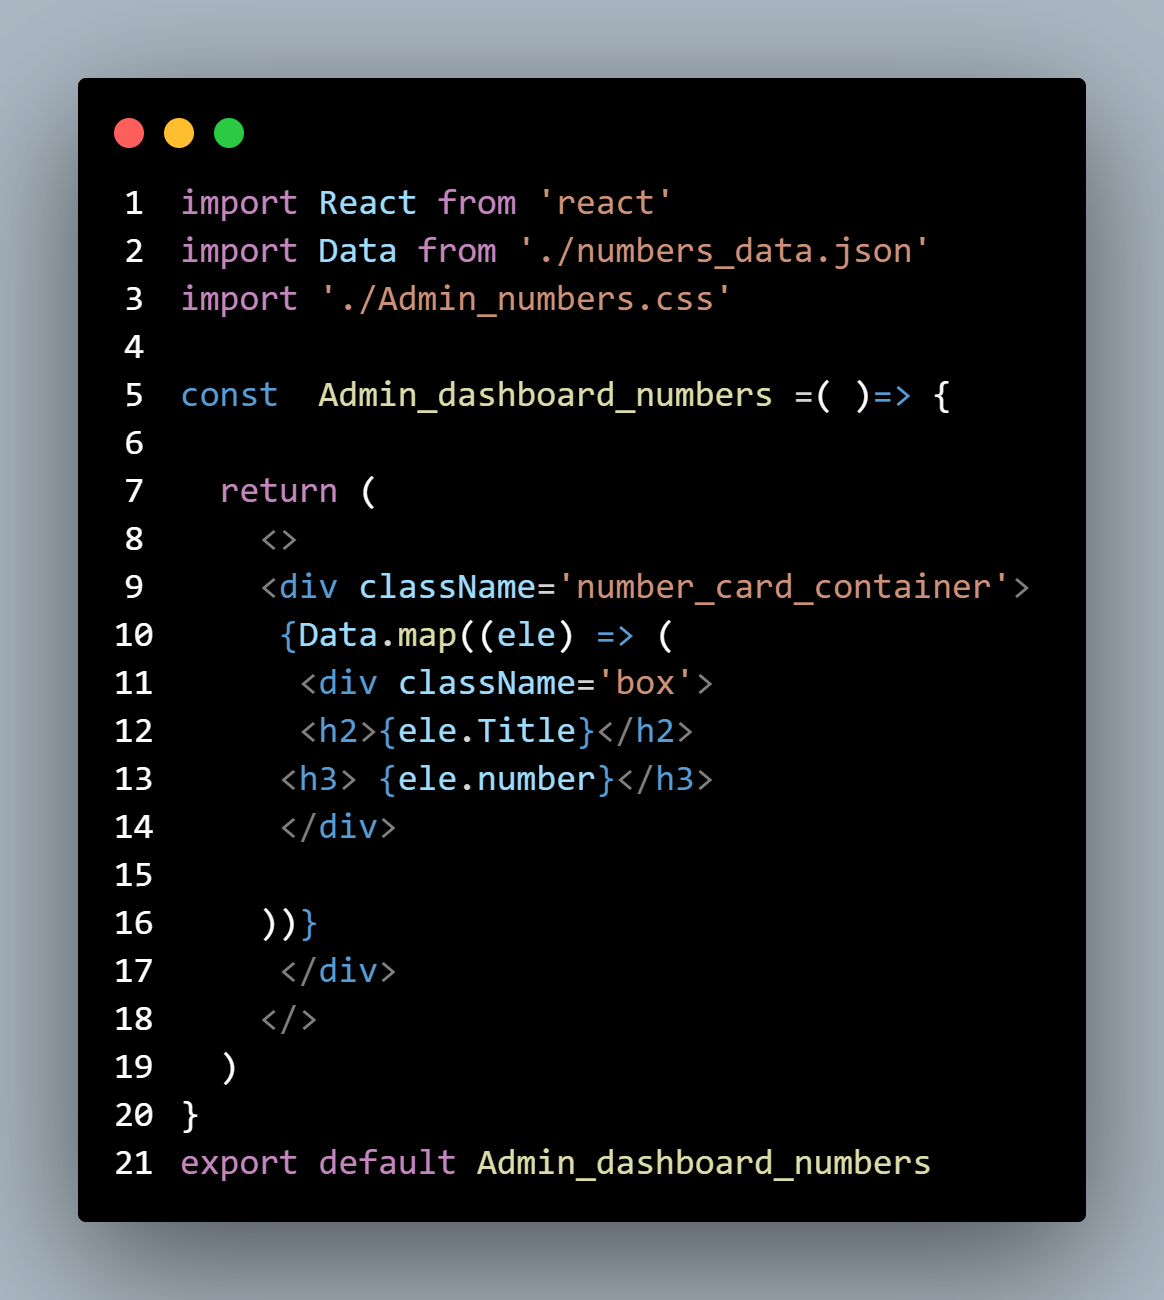 1 import React from 'react'
2 import Data from './numbers_data.json'
3 import './Admin_numbers.css'
4
5 const  Admin_dashboard_numbers =( )=> {
6
7   return (
8     <>
9     <div className='number_card_container'>
10      {Data.map((ele) => (
11       <div className='box'>
12       <h2>{ele.Title}</h2>
13      <h3> {ele.number}</h3>
14      </div>
15
16     ))}
17      </div>
18     </>
19   )
20 }
21 export default Admin_dashboard_numbers